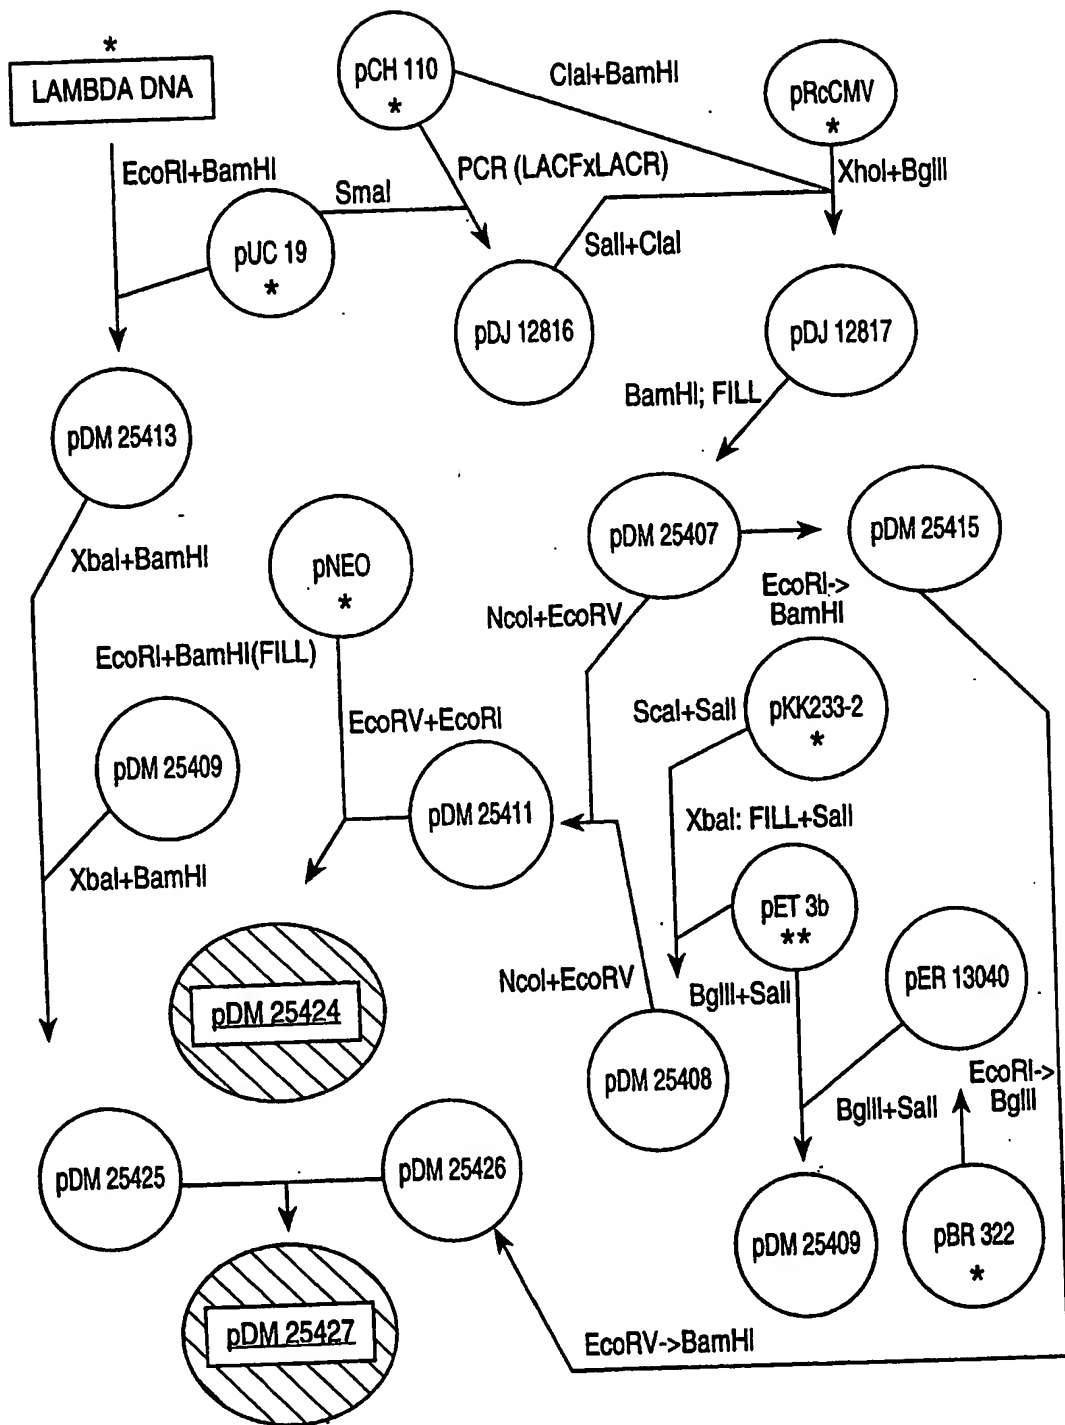 *
LAMBDA DNA
pCH 110
*
ClaI+BamHI
pRcCMV
*
EcoRI+BamHI
PCR (LACFxLACR)
XhoI+BglII
SmaI
pUC 19
*
SalI+ClaI
pDJ 12816
pDJ 12817
BamHI; FILL
pDM 25413
pDM 25407
pDM 25415
XbaI+BamHI
pNEO
*
NcoI+EcoRV
EcoRI->
BamHI
EcoRI+BamHI(FILL)
ScaI+SalI
pKK233-2
*
EcoRV+EcoRI
pDM 25409
pDM 25411
XbaI: FILL+SalI
XbaI+BamHI
pET 3b
**
NcoI+EcoRV
BglII+SalI
pER 13040
pDM 25424
pDM 25408
EcoRI->
BglII
BglII+SalI
pDM 25425
pDM 25426
pDM 25409
pBR 322
*
pDM 25427
EcoRV->BamHI